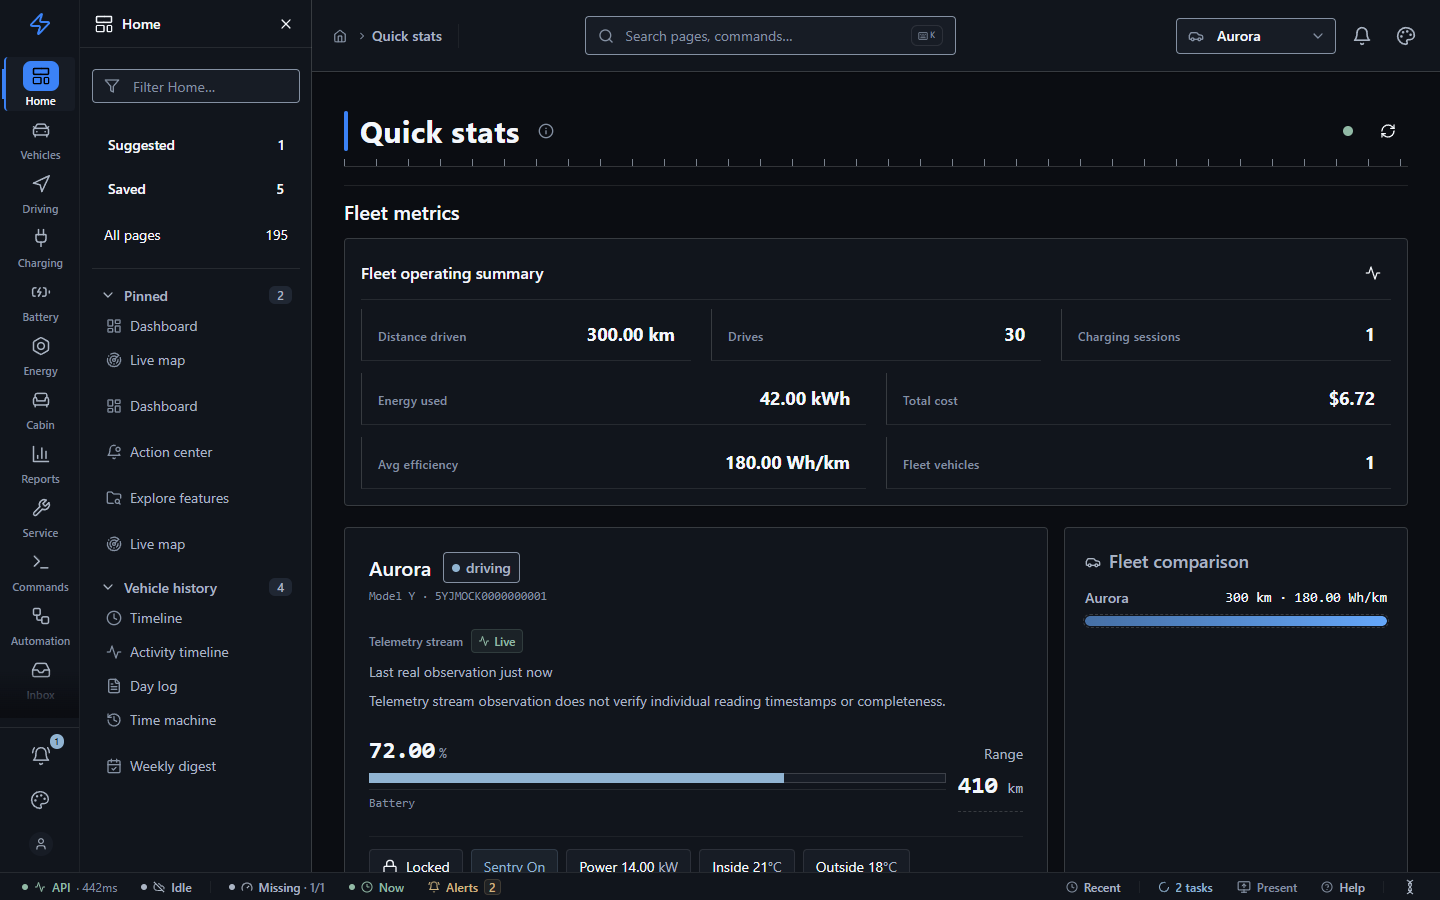 Home
Vehicles
Driving
Charging
Battery
Energy
Cabin
Reports
Service
Commands
Automation
Inbox
1
Home
Filter Home...
Suggested 1
Saved 5
All pages 195
Pinned 2
Dashboard
Live map
Dashboard
Action center
Explore features
Live map
Vehicle history 4
Timeline
Activity timeline
Day log
Time machine
Weekly digest
Quick stats
Search pages, commands...
K
Aurora
Quick stats
Fleet metrics
Fleet operating summary
Distance driven 300.00 km
Drives 30
Charging sessions 1
Energy used 42.00 kWh
Total cost $6.72
Avg efficiency 180.00 Wh/km
Fleet vehicles 1
Aurora driving
Model Y · 5YJMOCK0000000001
Telemetry stream Live
Last real observation just now
Telemetry stream observation does not verify individual reading timestamps or completeness.
72.00 %
Battery
Range
410 km
Locked
Sentry On
Power 14.00 kW
Inside 21°C
Outside 18°C
Fleet comparison
Aurora 300 km · 180.00 Wh/km
API · 442ms
Idle
Missing · 1/1
Now
Alerts 2
Recent
2 tasks
Present
Help